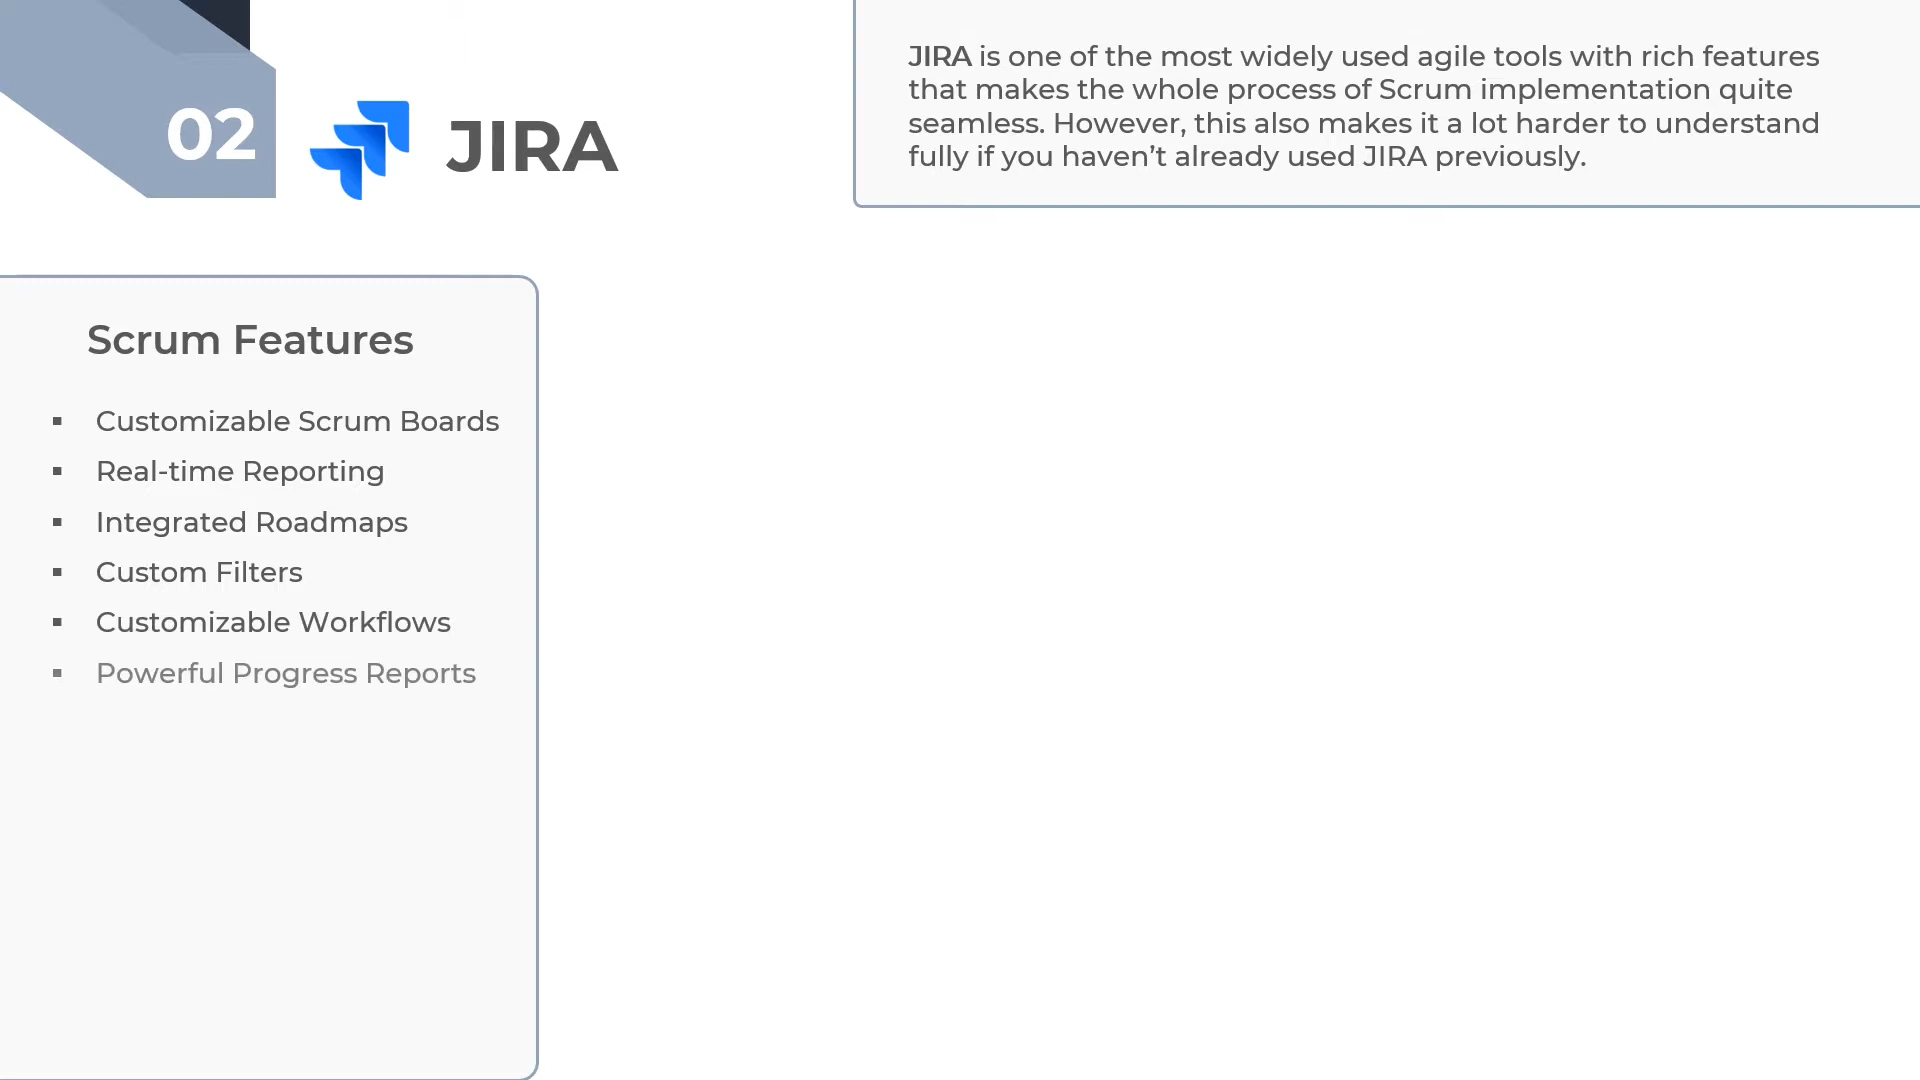 02
JIRA
JIRA is one of the most widely used agile tools with rich features
that makes the whole process of Scrum implementation quite
seamless. However, this also makes it a lot harder to understand
fully if you haven’t already used JIRA previously.
Scrum Features
▪ Customizable Scrum Boards
▪ Real-time Reporting
▪ Integrated Roadmaps
▪ Custom Filters
▪ Customizable Workflows
▪ Powerful Progress Reports